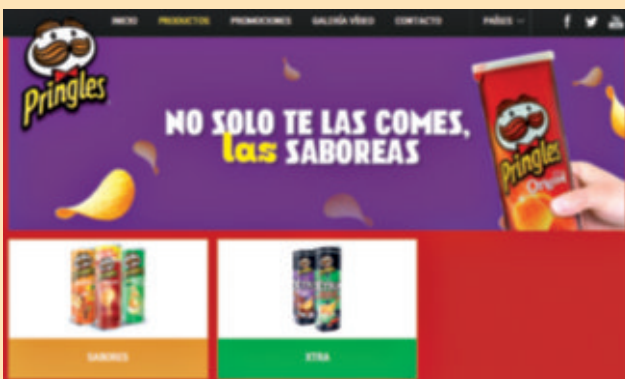 INICIO PRODUCTOS PROMOCIONES GALERÍA VÍDEO CONTACTO PAÍSES
Pringles
NO SOLO TE LAS COMES,
las SABOREAS
Pringles
Original
SABORES XTRA